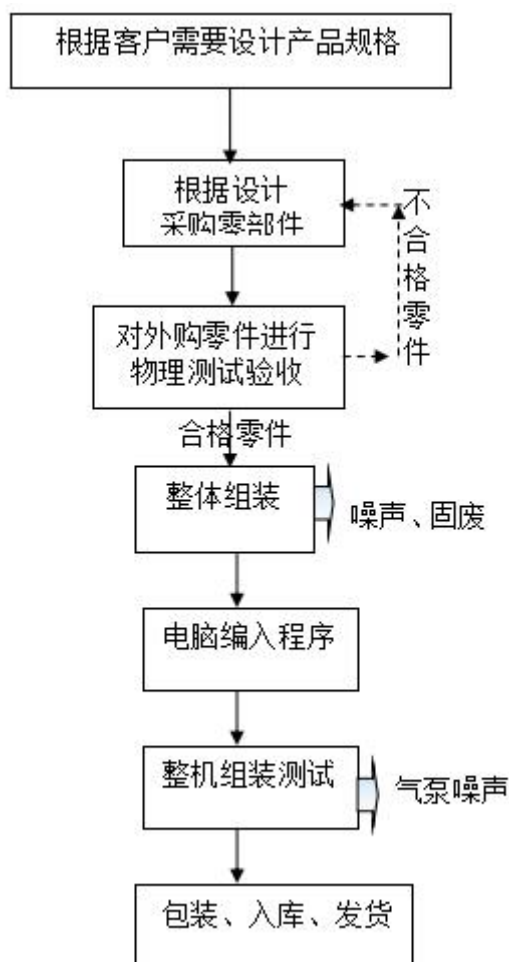 根据客户需要设计产品规格
根据设计
采购零部件
不合格零件
对外购零件进行
物理测试验收
合格零件
整体组装
噪声、固废
电脑编入程序
整机组装测试
气泵噪声
包装、入库、发货